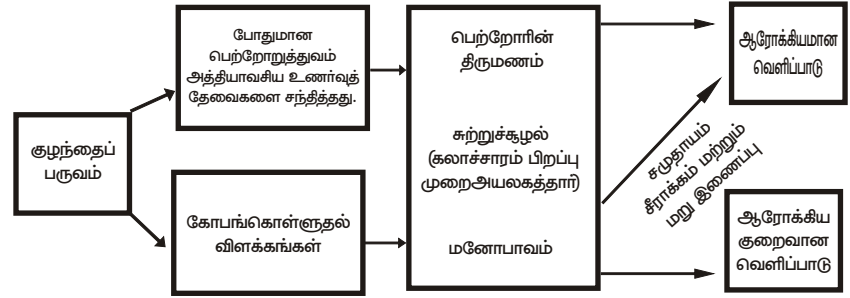 குழந்தைப்
பருவம்
போதுமான
பெற்றோறுத்துவம்
அத்தியாவசிய உணர்வுத்
தேவைகளை சந்தித்தது.
கோபங்கொள்ளுதல்
விளக்கங்கள்
பெற்றோரின்
திருமணம்
சுற்றுச்சூழல்
(கலாச்சாரம் பிறப்பு
முறைஅயலகத்தார்)
மனோபாவம்
சமுதாயம்
சீராக்கம் மற்றும்
மறு இணைப்பு
ஆரோக்கியமான
வெளிப்பாடு
ஆரோக்கிய
குறைவான
வெளிப்பாடு